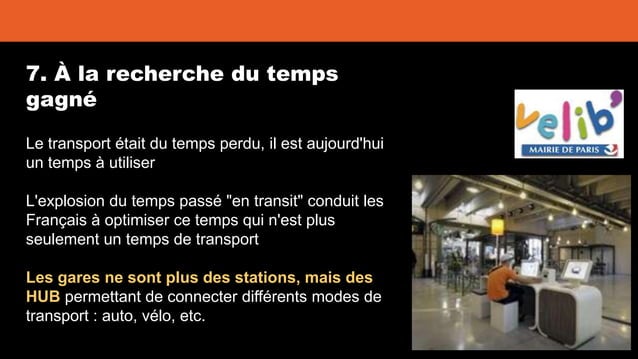 7. À la recherche du temps
gagné
Le transport était du temps perdu, il est aujourd'hui
un temps à utiliser
L'explosion du temps passé "en transit" conduit les
Français à optimiser ce temps qui n'est plus
seulement un temps de transport
Les gares ne sont plus des stations, mais des
HUB permettant de connecter différents modes de
transport : auto, vélo, etc.
velib'
MAIRIE DE PARIS